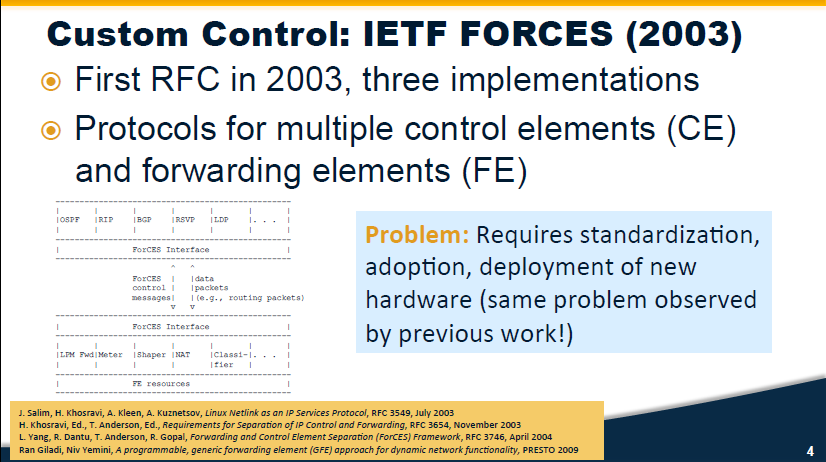 Custom Control: IETF FORCES (2003)
First RFC in 2003, three implementations
Protocols for multiple control elements (CE)
and forwarding elements (FE)
|OSPF |RIP |BGP |RSVP |LDP |. . . |
| ForCES Interface |
^ ^
ForCES | |data
control | |packets
messages| |(e.g., routing packets)
v v
| ForCES Interface |
|LPM Fwd|Meter |Shaper |NAT |Classi-|. . . |
| | | | |fier | |
| FE resources |
Problem: Requires standardization,
adoption, deployment of new
hardware (same problem observed
by previous work!)
J. Salim, H. Khosravi, A. Kleen, A. Kuznetsov, Linux Netlink as an IP Services Protocol, RFC 3549, July 2003
H. Khosravi, Ed., T. Anderson, Ed., Requirements for Separation of IP Control and Forwarding, RFC 3654, November 2003
L. Yang, R. Dantu, T. Anderson, R. Gopal, Forwarding and Control Element Separation (ForCES) Framework, RFC 3746, April 2004
Ran Giladi, Niv Yemini, A programmable, generic forwarding element (GFE) approach for dynamic network functionality, PRESTO 2009
4